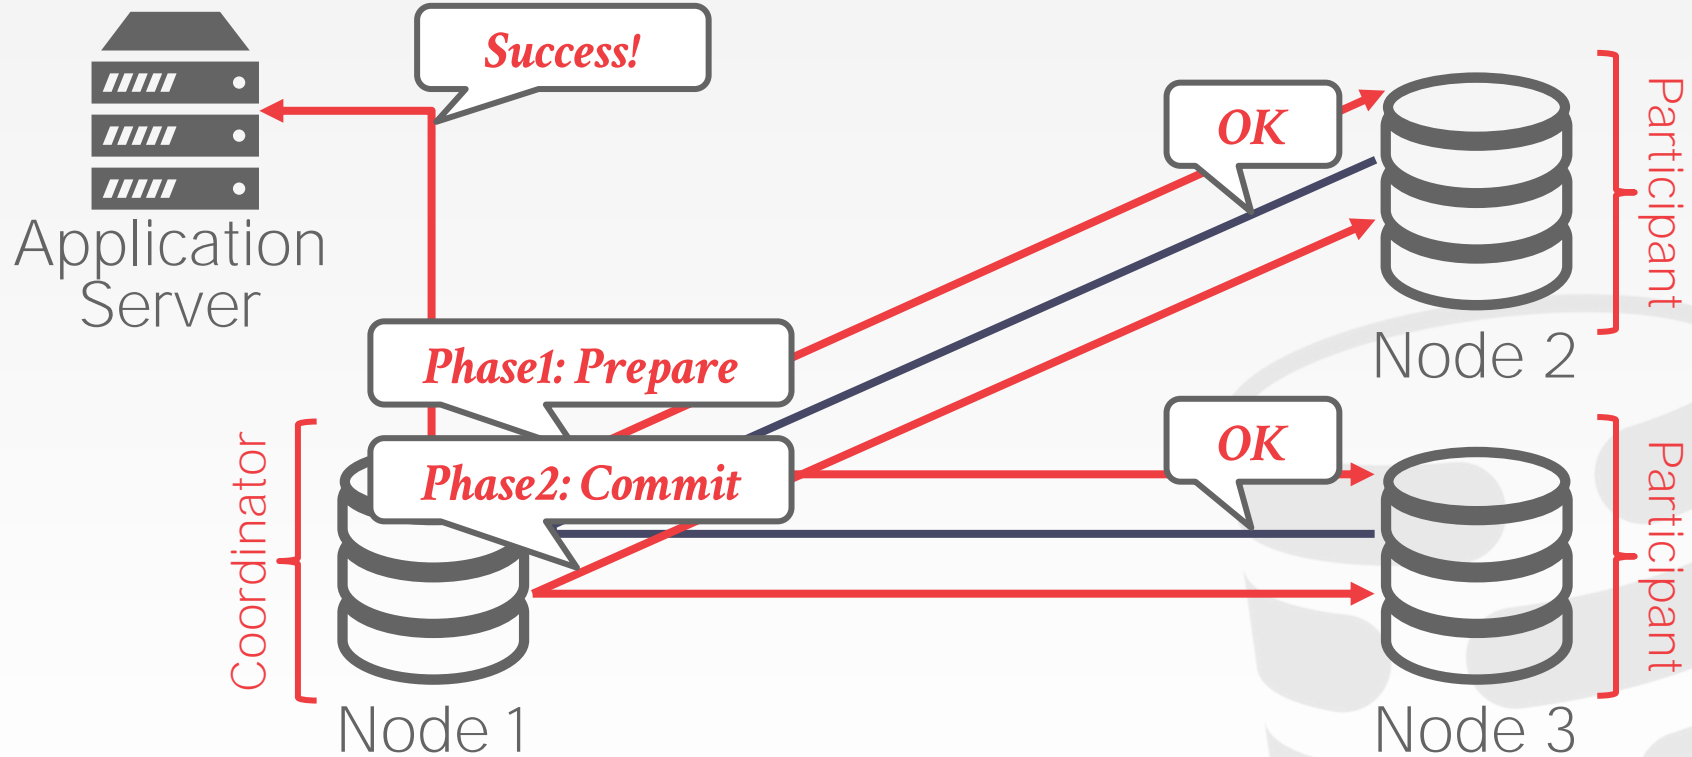 Success!
OK
Participant
Application
Server
Phase1: Prepare
Node 2
OK
Coordinator
Phase2: Commit
Participant
Node 1
Node 3